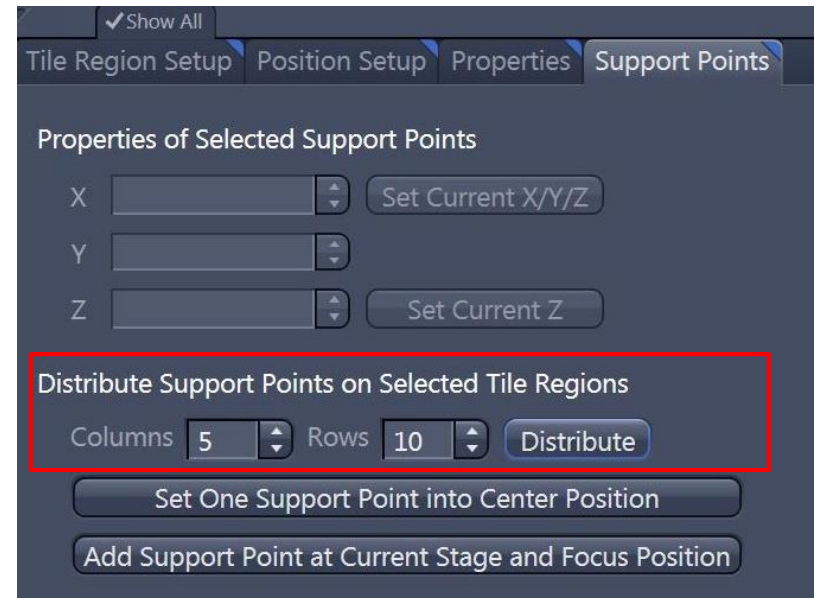 ✓Show All
Tile Region Setup Position Setup Properties Support Points
Properties of Selected Support Points
X Set Current X/Y/Z
Y
Z Set Current Z
Distribute Support Points on Selected Tile Regions
Columns 5 Rows 10 Distribute
Set One Support Point into Center Position
Add Support Point at Current Stage and Focus Position